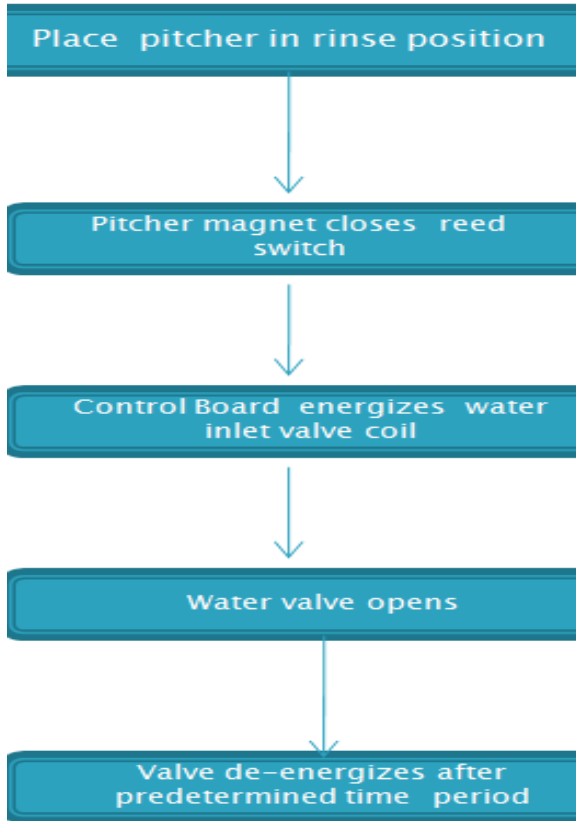 Place pitcher in rinse position
Pitcher magnet closes reed
switch
Control Board energizes water
inlet valve coil
Water valve opens
Valve de-energizes after
predetermined time period